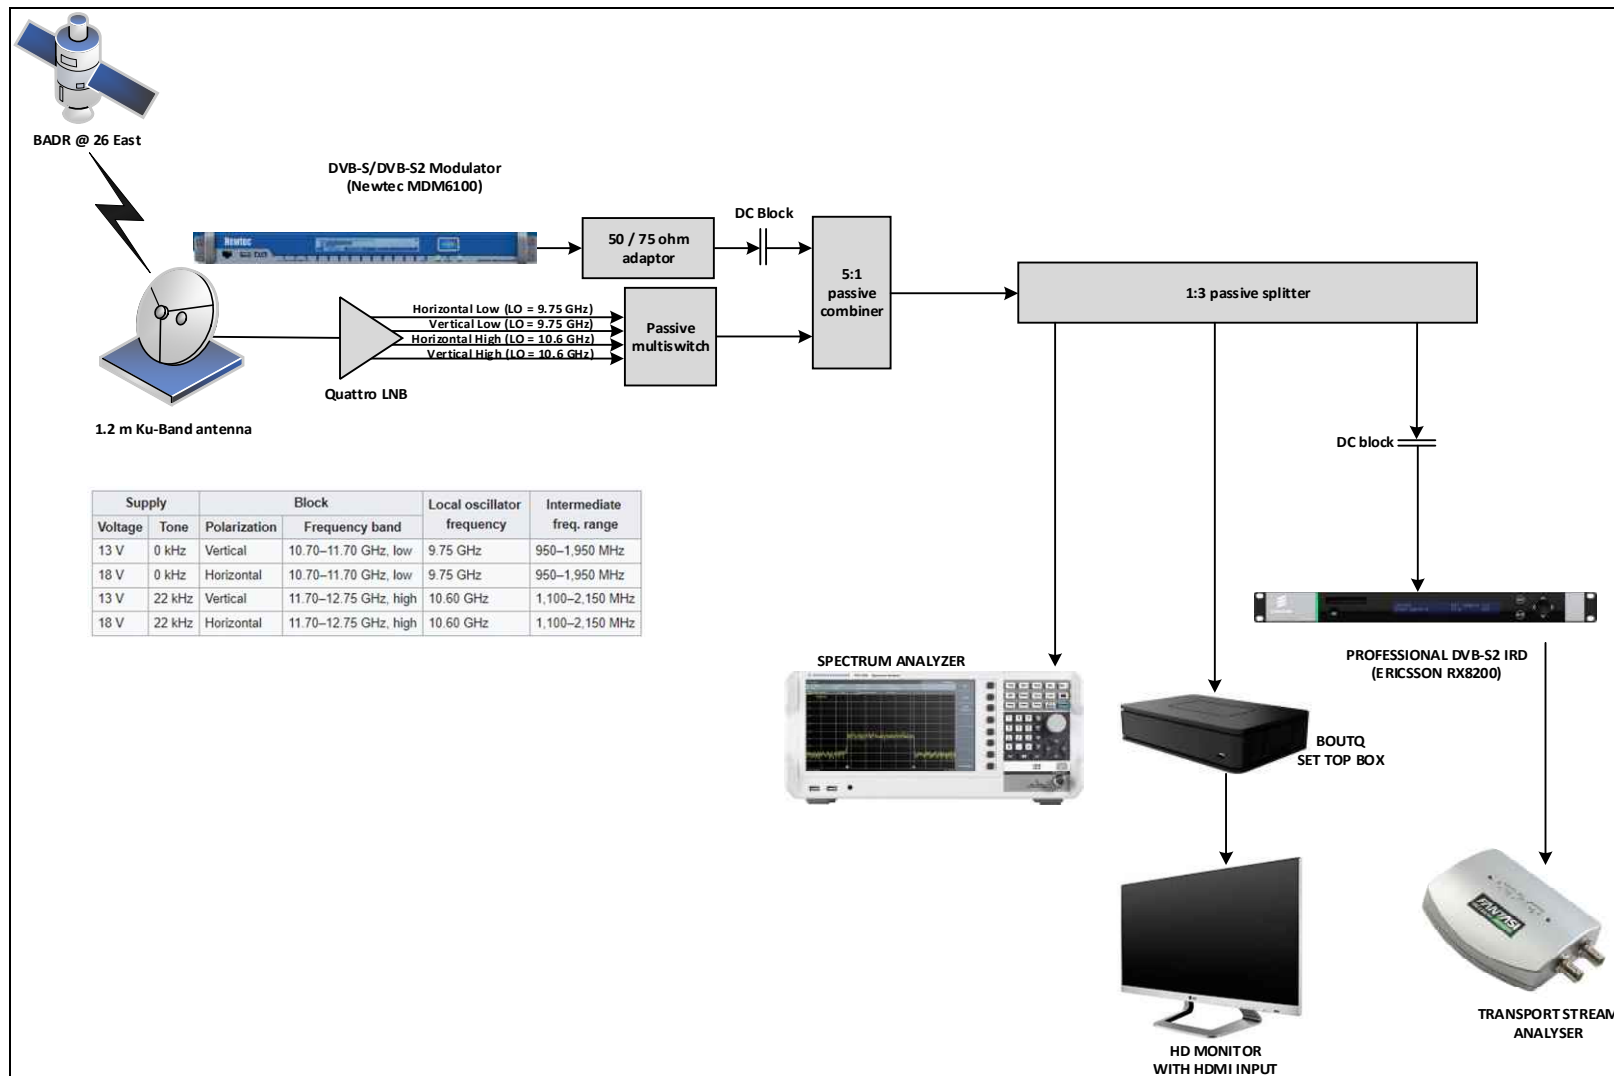 BADR @ 26 East
DVB-S/DVB-S2 Modulator
(Newtec MDM6100)
Newtec
50 / 75 ohm
adaptor
DC Block
5:1
passive
combiner
1:3 passive splitter
Horizontal Low (LO = 9.75 GHz)
Vertical Low (LO = 9.75 GHz)
Horizontal High (LO = 10.6 GHz)
Vertical High (LO = 10.6 GHz)
Passive
multiswitch
Quattro LNB
1.2 m Ku-Band antenna
DC block
Supply Block Local oscillator frequency Intermediate freq. range
Voltage Tone Polarization Frequency band
13 V 0 kHz Vertical 10.70–11.70 GHz, low 9.75 GHz 950–1,950 MHz
18 V 0 kHz Horizontal 10.70–11.70 GHz, low 9.75 GHz 950–1,950 MHz
13 V 22 kHz Vertical 11.70–12.75 GHz, high 10.60 GHz 1,100–2,150 MHz
18 V 22 kHz Horizontal 11.70–12.75 GHz, high 10.60 GHz 1,100–2,150 MHz
SPECTRUM ANALYZER
PROFESSIONAL DVB-S2 IRD
(ERICSSON RX8200)
BOUTQ
SET TOP BOX
FANTASI
TRANSPORT STREAM
ANALYSER
HD MONITOR
WITH HDMI INPUT